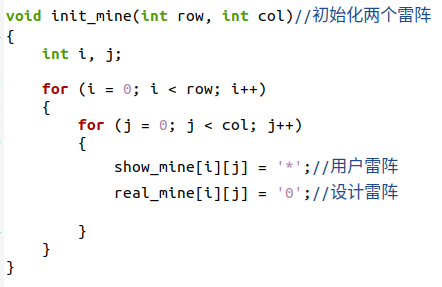 void init_mine(int row, int col)//初始化两个雷阵
{
    int i, j;

    for (i = 0; i < row; i++)
    {
        for (j = 0; j < col; j++)
        {
            show_mine[i][j] = '*';//用户雷阵
            real_mine[i][j] = '0';//设计雷阵

        }
    }
}